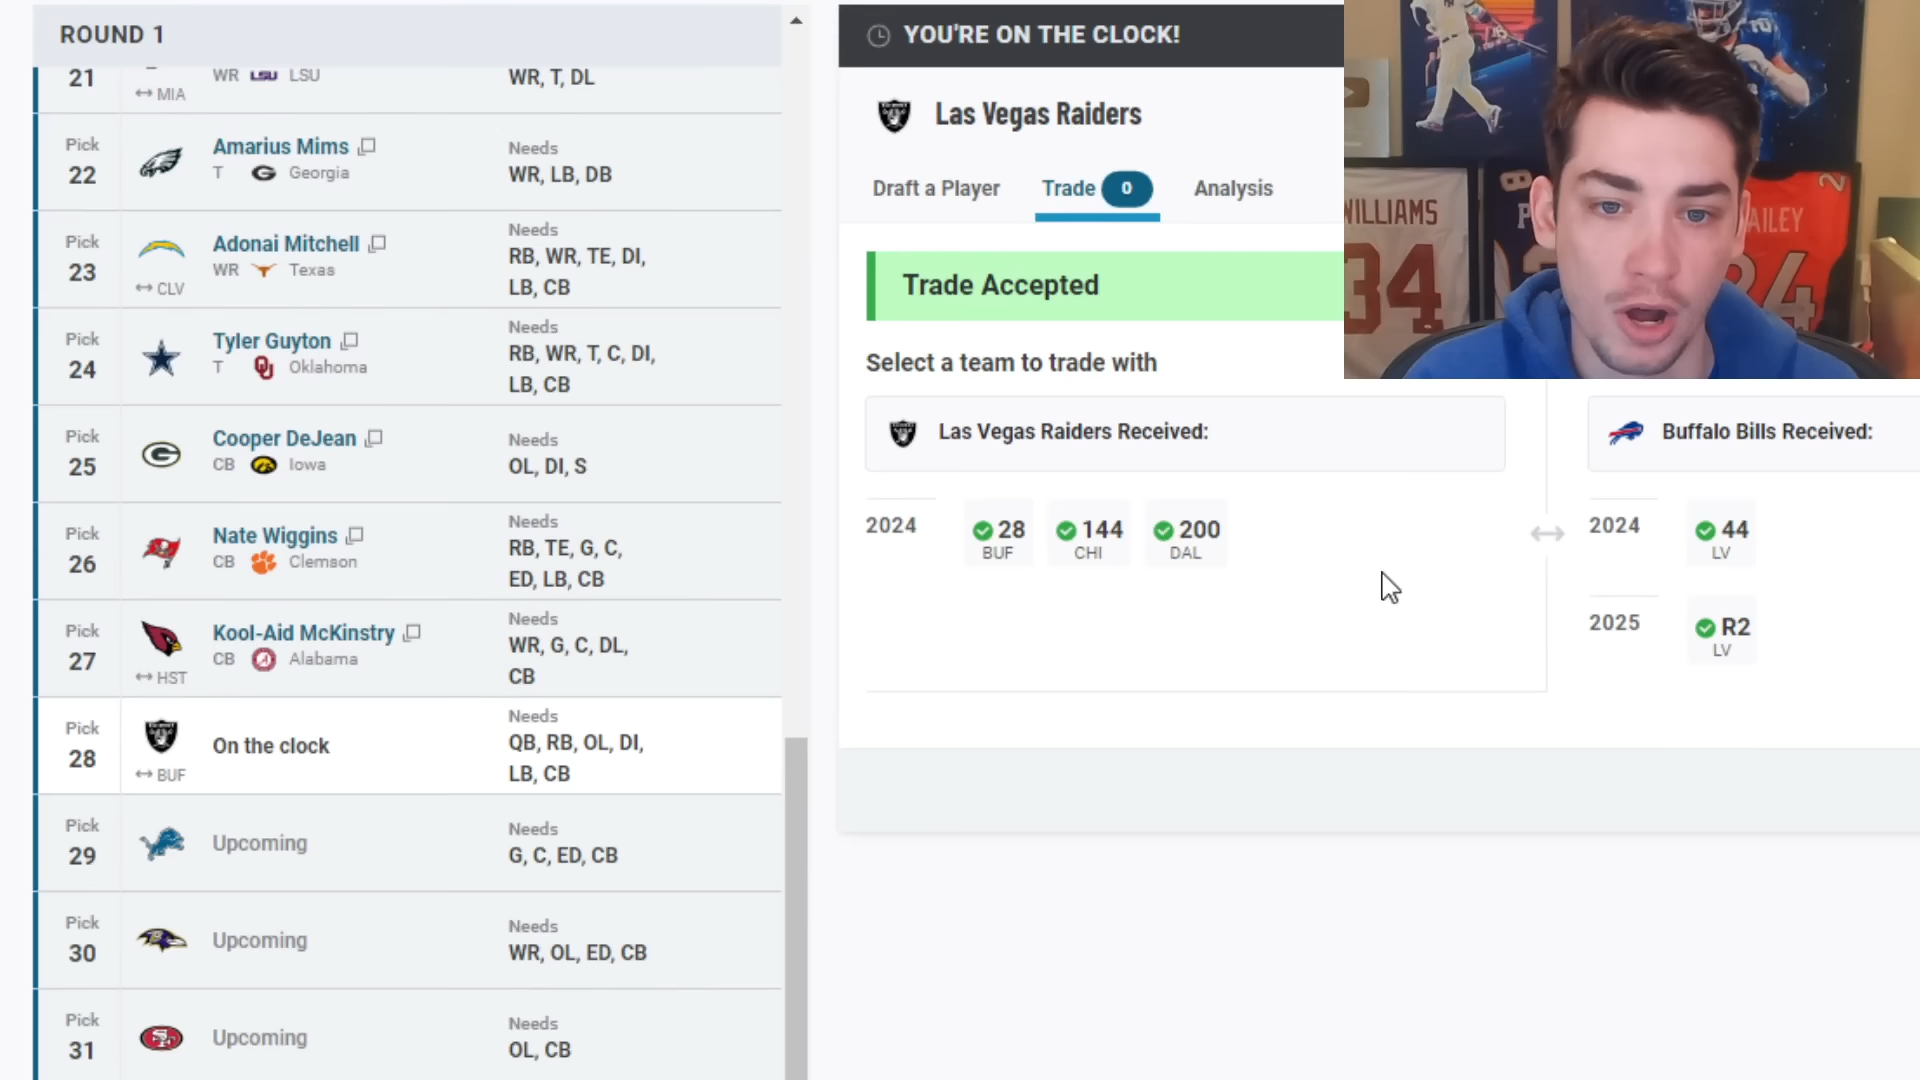 ROUND 1
21
MIA
WR LSU LSU
WR, T, DL
Pick
22
Amarius Mims
T G Georgia
Needs
WR, LB, DB
Pick
23
CLV
Adonai Mitchell
WR Texas
Needs
RB, WR, TE, DI,
LB, CB
Pick
24
Tyler Guyton
T OU Oklahoma
Needs
RB, WR, T, C, DI,
LB, CB
Pick
25
G
Cooper DeJean
CB Iowa
Needs
OL, DI, S
Pick
26
Nate Wiggins
CB Clemson
Needs
RB, TE, G, C,
ED, LB, CB
Pick
27
HST
Kool-Aid McKinstry
CB A Alabama
Needs
WR, G, C, DL,
CB
Pick
28
BUF
On the clock
Needs
QB, RB, OL, DI,
LB, CB
Pick
29
Upcoming
Needs
G, C, ED, CB
Pick
30
Upcoming
Needs
WR, OL, ED, CB
Pick
31
SF
Upcoming
Needs
OL, CB
YOU'RE ON THE CLOCK!
Las Vegas Raiders
Draft a Player
Trade 0
Analysis
Trade Accepted
Select a team to trade with
Las Vegas Raiders Received:
2024
28
BUF
144
CHI
200
DAL
Buffalo Bills Received:
2024
44
LV
2025
R2
LV
WILLIAMS
34
AILEY
24
2